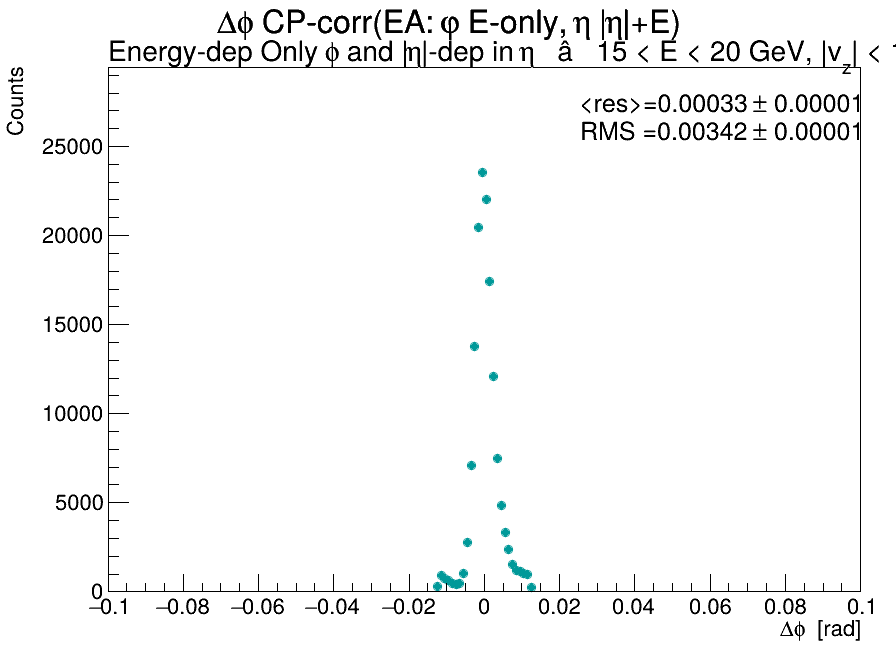 Δϕ CP-corr(EA: φ E-only, η |η|+E)
Energy-dep Only ϕ and |η|-dep in η â 15 < E < 20 GeV, |v_z| < 1
Counts
<res>=0.00033 ± 0.00001
RMS =0.00342 ± 0.00001
25000
20000
15000
10000
5000
0
−0.1 −0.08 −0.06 −0.04 −0.02 0 0.02 0.04 0.06 0.08 0.1
Δϕ [rad]